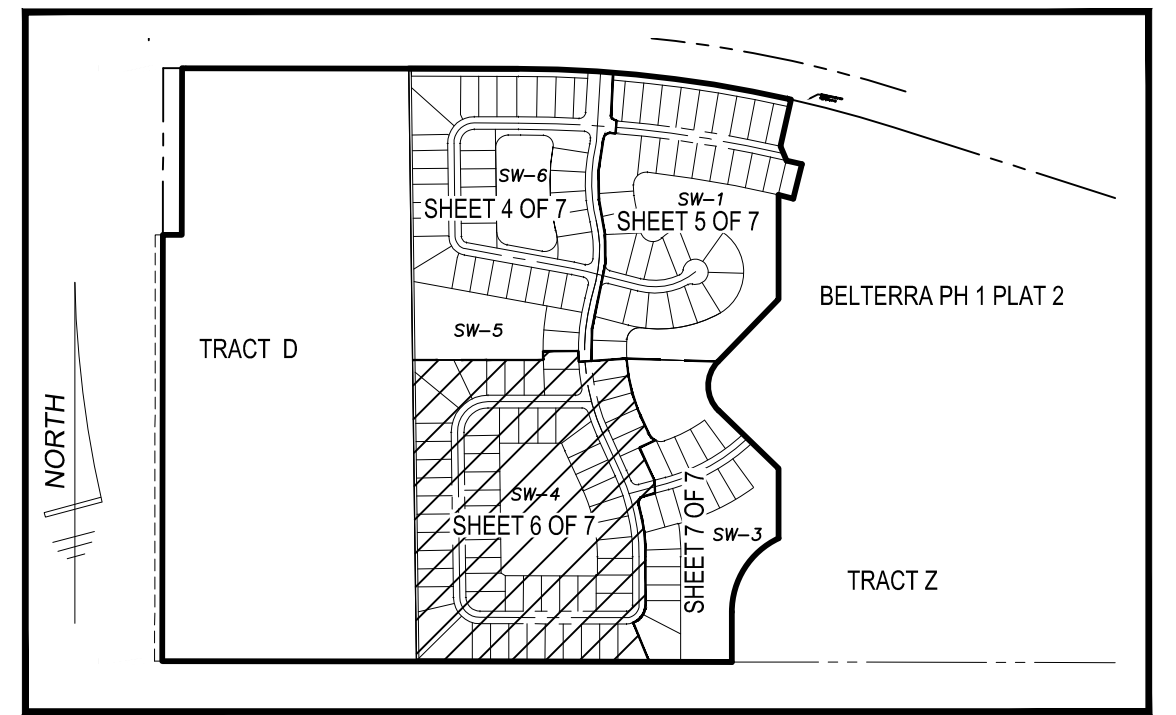 SW-6
SHEET 4 OF 7
SW-1
SHEET 5 OF 7
BELTERRA PH 1 PLAT 2
SW-5
TRACT D
NORTH
SW-4
SHEET 6 OF 7
SHEET 7 OF 7
SW-3
TRACT Z